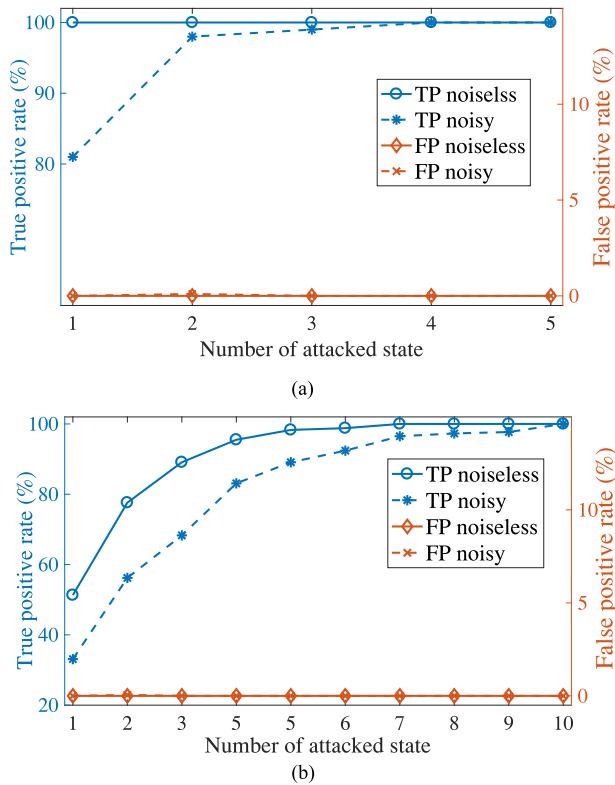 100
90
80
True positive rate (%)
TP noiselss
TP noisy
FP noiseless
FP noisy
10
5
0
False positive rate (%)
1 2 3 4 5
Number of attacked state
(a)
100
80
60
40
20
True positive rate (%)
TP noiseless
TP noisy
FP noiseless
FP noisy
10
5
0
False positive rate (%)
1 2 3 5 5 6 7 8 9 10
Number of attacked state
(b)